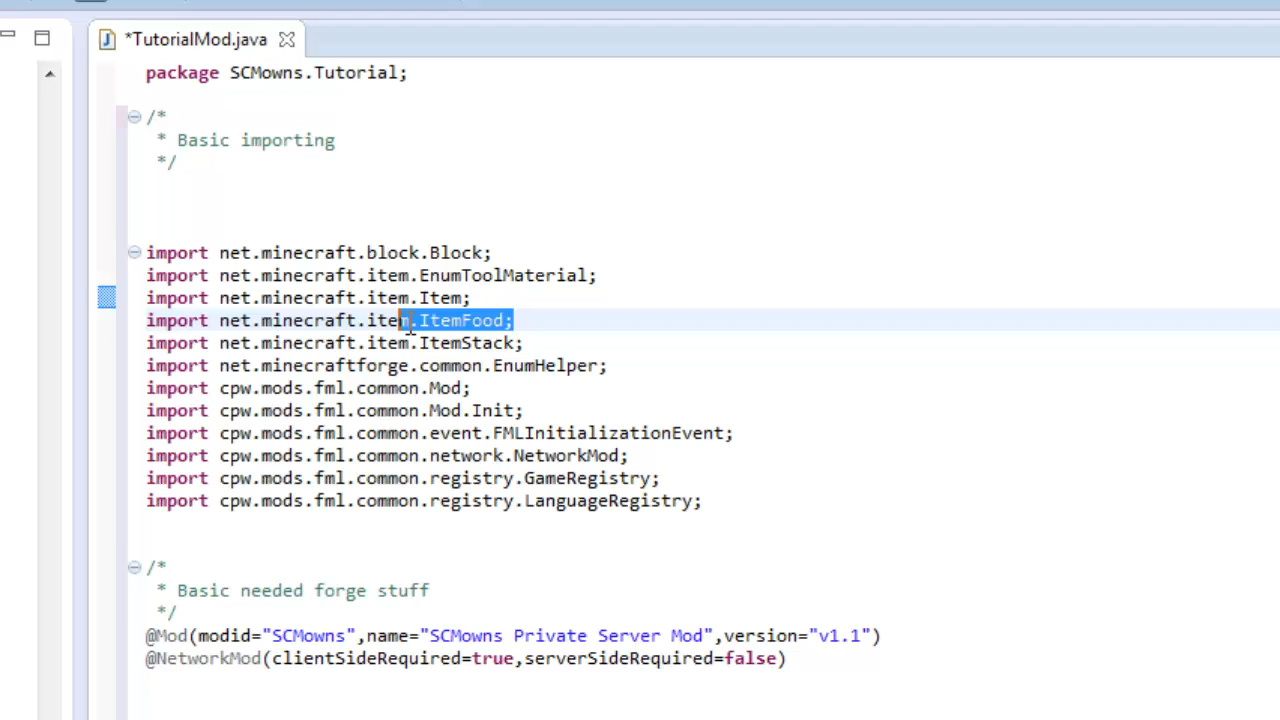 *TutorialMod.java
package SCMowns.Tutorial;
/*
* Basic importing
*/
import net.minecraft.block.Block;
import net.minecraft.item.EnumToolMaterial;
import net.minecraft.item.Item;
import net.minecraft.item.ItemFood;
import net.minecraft.item.ItemStack;
import net.minecraftforge.common.EnumHelper;
import cpw.mods.fml.common.Mod;
import cpw.mods.fml.common.Mod.Init;
import cpw.mods.fml.common.event.FMLInitializationEvent;
import cpw.mods.fml.common.network.NetworkMod;
import cpw.mods.fml.common.registry.GameRegistry;
import cpw.mods.fml.common.registry.LanguageRegistry;
/*
* Basic needed forge stuff
*/
@Mod(modid="SCMowns",name="SCMowns Private Server Mod",version="v1.1")
@NetworkMod(clientSideRequired=true,serverSideRequired=false)